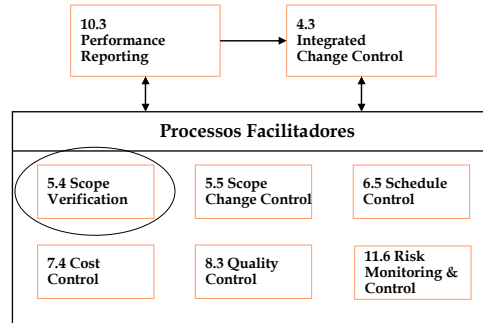 10.3
Performance
Reporting
4.3
Integrated
Change Control
Processos Facilitadores
5.4 Scope
Verification
5.5 Scope
Change Control
6.5 Schedule
Control
7.4 Cost
Control
8.3 Quality
Control
11.6 Risk
Monitoring &
Control